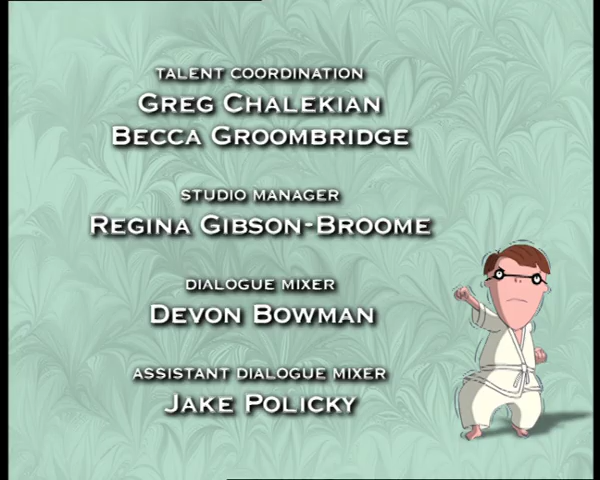 TALENT COORDINATION
GREG CHALEKIAN
BECCA GROOMBRIDGE
STUDIO MANAGER
REGINA GIBSON-BROOME
DIALOGUE MIXER
DEVON BOWMAN
ASSISTANT DIALOGUE MIXER
JAKE POLICKY